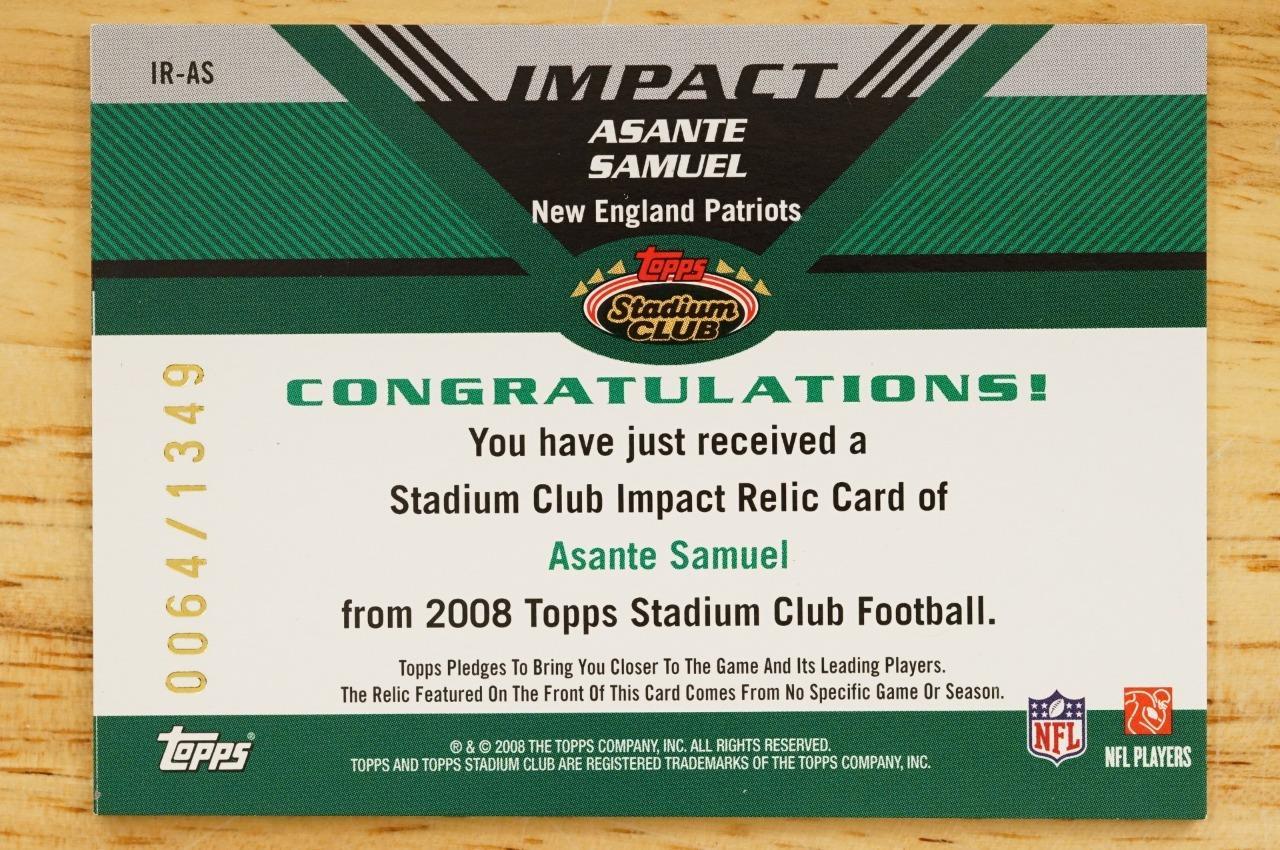 IR-AS
IMPACT
ASANTE
SAMUEL
New England Patriots
Topps
Stadium
CLUB
CONGRATULATIONS!
You have just received a
Stadium Club Impact Relic Card of
Asante Samuel
from 2008 Topps Stadium Club Football.
0064/1349
Topps Pledges To Bring You Closer To The Game And Its Leading Players.
The Relic Featured On The Front Of This Card Comes From No Specific Game Or Season.
Topps®
® & © 2008 THE TOPPS COMPANY, INC. ALL RIGHTS RESERVED.
TOPPS AND TOPPS STADIUM CLUB ARE REGISTERED TRADEMARKS OF THE TOPPS COMPANY, INC.
NFL
NFL PLAYERS